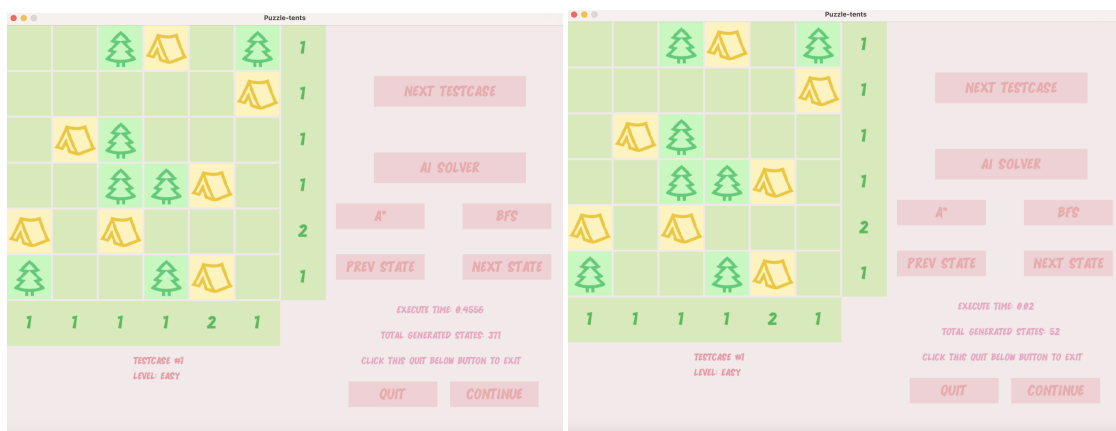 Puzzle-tents
1
1
NEXT TESTCASE
1
AI SOLVER
1
A*
BFS
2
PREV STATE
NEXT STATE
1
EXECUTE TIME: 0.4556
1 1 1 1 2 1
TOTAL GENERATED STATES: 371
TESTCASE #1
CLICK THIS QUIT BELOW BUTTON TO EXIT
LEVEL: EASY
QUIT
CONTINUE
Puzzle-tents
1
1
NEXT TESTCASE
1
AI SOLVER
1
A*
BFS
2
PREV STATE
NEXT STATE
1
EXECUTE TIME: 0.02
1 1 1 1 2 1
TOTAL GENERATED STATES: 52
TESTCASE #1
CLICK THIS QUIT BELOW BUTTON TO EXIT
LEVEL: EASY
QUIT
CONTINUE